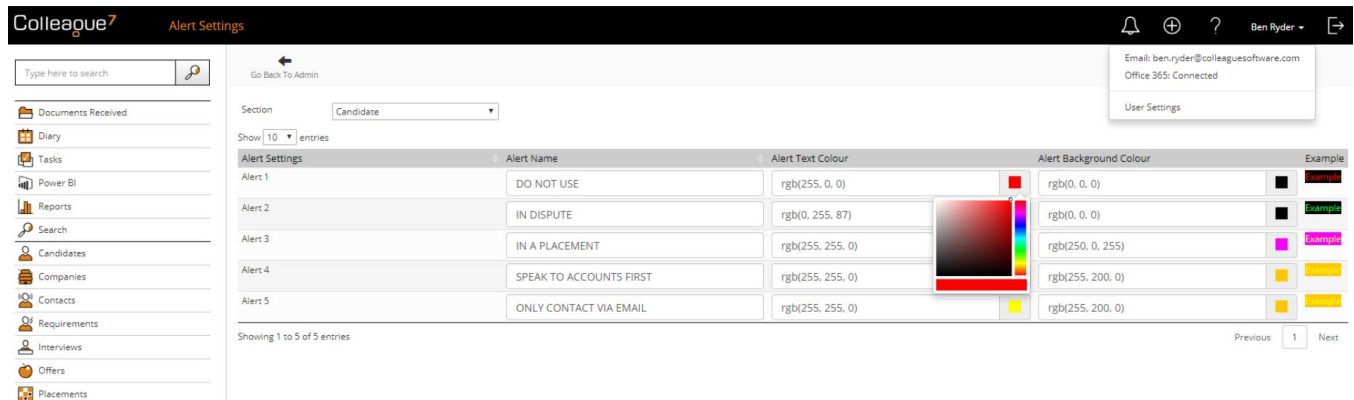 Colleague7 Alert Settings ? Ben Ryder
Email: ben.ryder@colleaguesoftware.com
Office 365: Connected
User Settings
Type here to search
Documents Received
Diary
Tasks
Power BI
Reports
Search
Candidates
Companies
Contacts
Requirements
Interviews
Offers
Placements
Go Back To Admin
Section Candidate
Show 10 entries
Alert Settings Alert Name Alert Text Colour Alert Background Colour Example
Alert 1 DO NOT USE rgb(255, 0, 0) rgb(0, 0, 0) Example
Alert 2 IN DISPUTE rgb(0, 255, 87) rgb(0, 0, 0) Example
Alert 3 IN A PLACEMENT rgb(255, 255, 0) rgb(250, 0, 255) Example
Alert 4 SPEAK TO ACCOUNTS FIRST rgb(255, 255, 0) rgb(255, 200, 0) Example
Alert 5 ONLY CONTACT VIA EMAIL rgb(255, 255, 0) rgb(255, 200, 0) Example
Showing 1 to 5 of 5 entries
Previous 1 Next